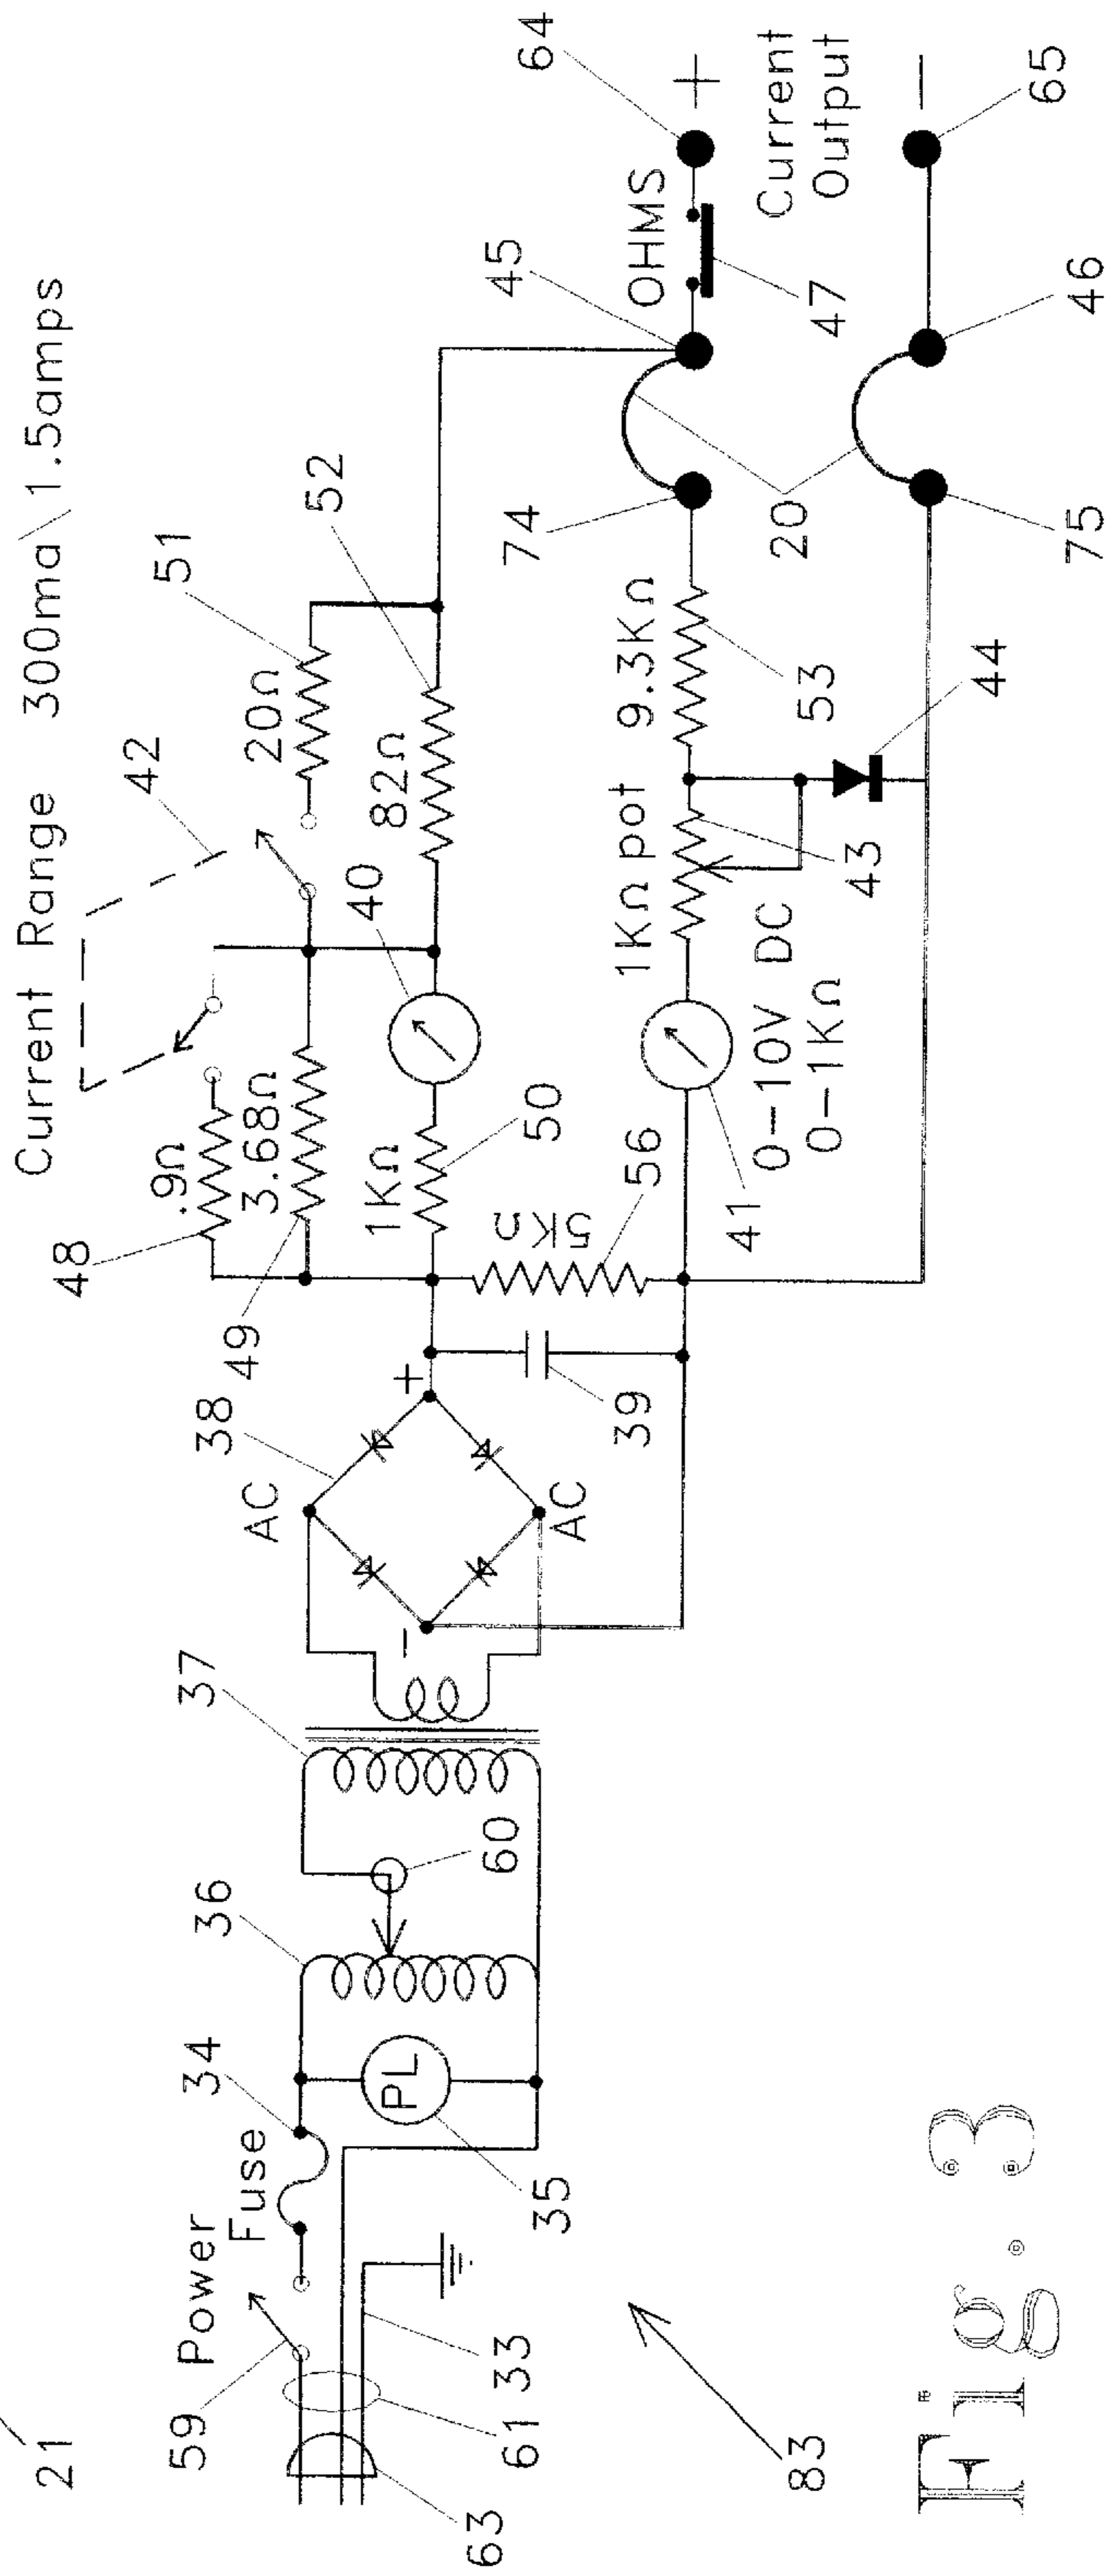 21
Current Range 300ma\1.5amps
42
51
52
48
.9Ω
20Ω
49
3.68Ω
40
82Ω
38
1KΩ
50
45
64
OHMS
+
AC
+
5KΩ
56
74
47
Current
Output
37
-
AC
39
41
1KΩ pot
9.3KΩ
20
-
65
36
60
0-10V DC
0-1KΩ
43
53
44
75
46
59
Power
Fuse
34
PL
35
33
61
63
83
Fig. 3